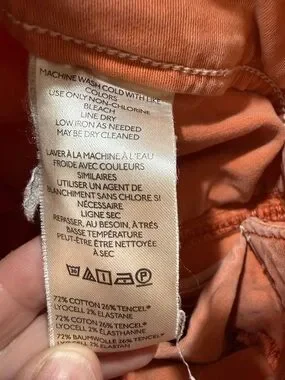 MACHINE WASH COLD WITH LIKE
COLORS
USE ONLY NON-CHLORINE
BLEACH
LINE DRY
LOW IRON AS NEEDED
MAY BE DRY CLEANED
LAVER À LA MACHINE À L'EAU
FROIDE AVEC COULEURS
SIMILAIRES
UTILISER UN AGENT DE
BLANCHIMENT SANS CHLORE SI
NÉCESSAIRE
LIGNE SEC
REPASSER, AU BESOIN, À TRÈS
BASSE TEMPÉRATURE
PEUT-ÊTRE ÊTRE NETTOYÉE
À SEC
72% COTTON 26% TENCEL®
LYOCELL 2% ELASTANE
72% COTON 26% TENCEL®
LYOCELL 2% ÉLASTHANNE
72% BAUMWOLLE 26% TENCEL®
LYOCELL 2% ELASTAN